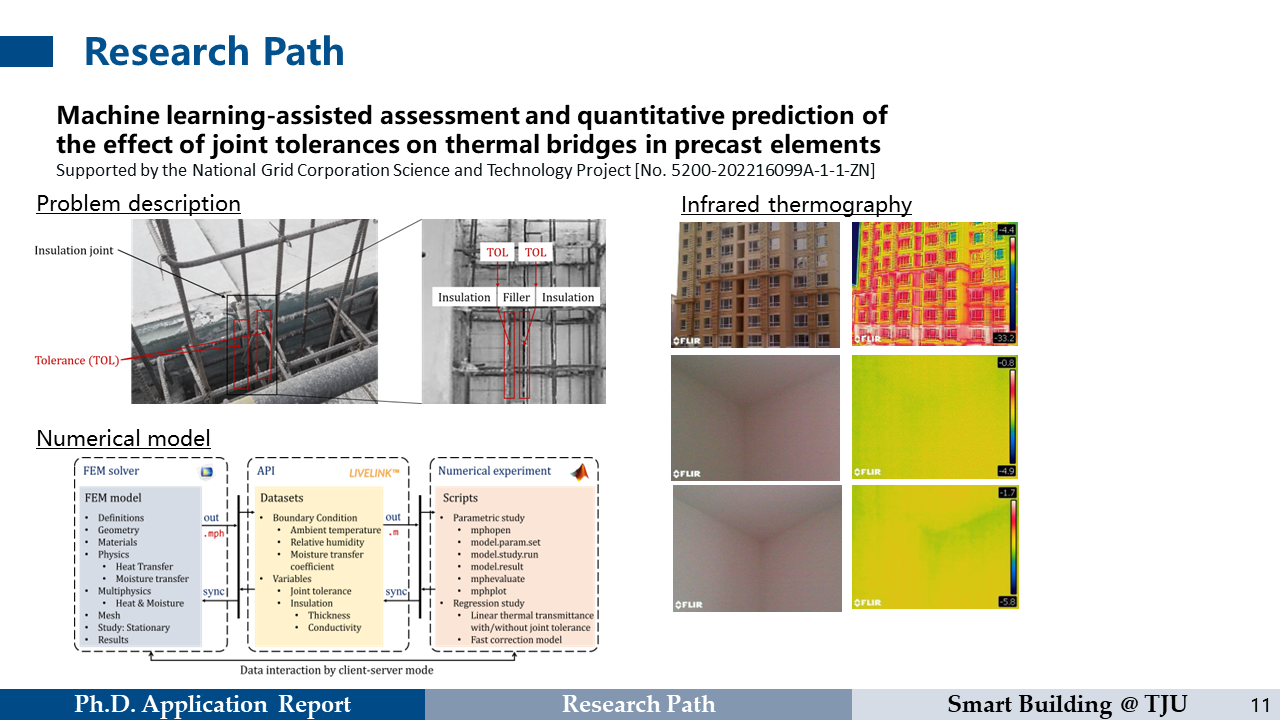 Research Path
Machine learning-assisted assessment and quantitative prediction of
the effect of joint tolerances on thermal bridges in precast elements
Supported by the National Grid Corporation Science and Technology Project [No. 5200-202216099A-1-1-ZN]
Problem description
Insulation joint
Tolerance (TOL)
TOL TOL
Insulation Filler Insulation
Infrared thermography
-4.4
-33.2
FLIR
FLIR
-0.8
-4.9
FLIR
FLIR
-1.7
-5.8
FLIR
FLIR
Numerical model
FEM solver
FEM model
• Definitions
• Geometry
• Materials
• Physics
• Heat Transfer
• Moisture transfer
• Multiphysics
• Heat & Moisture
• Mesh
• Study: Stationary
• Results
out
.mph
sync
API
LIVELINK™
Datasets
• Boundary Condition
• Ambient temperature
• Relative humidity
• Moisture transfer
coefficient
• Variables
• Joint tolerance
• Insulation
• Thickness
• Conductivity
out
.m
sync
Numerical experiment
Scripts
• Parametric study
• mphopen
• model.param.set
• model.study.run
• model.result
• mphevaluate
• mphplot
• Regression study
• Linear thermal transmittance
with/without joint tolerance
• Fast correction model
Data interaction by client-server mode
Ph.D. Application Report
Research Path
Smart Building @ TJU
11